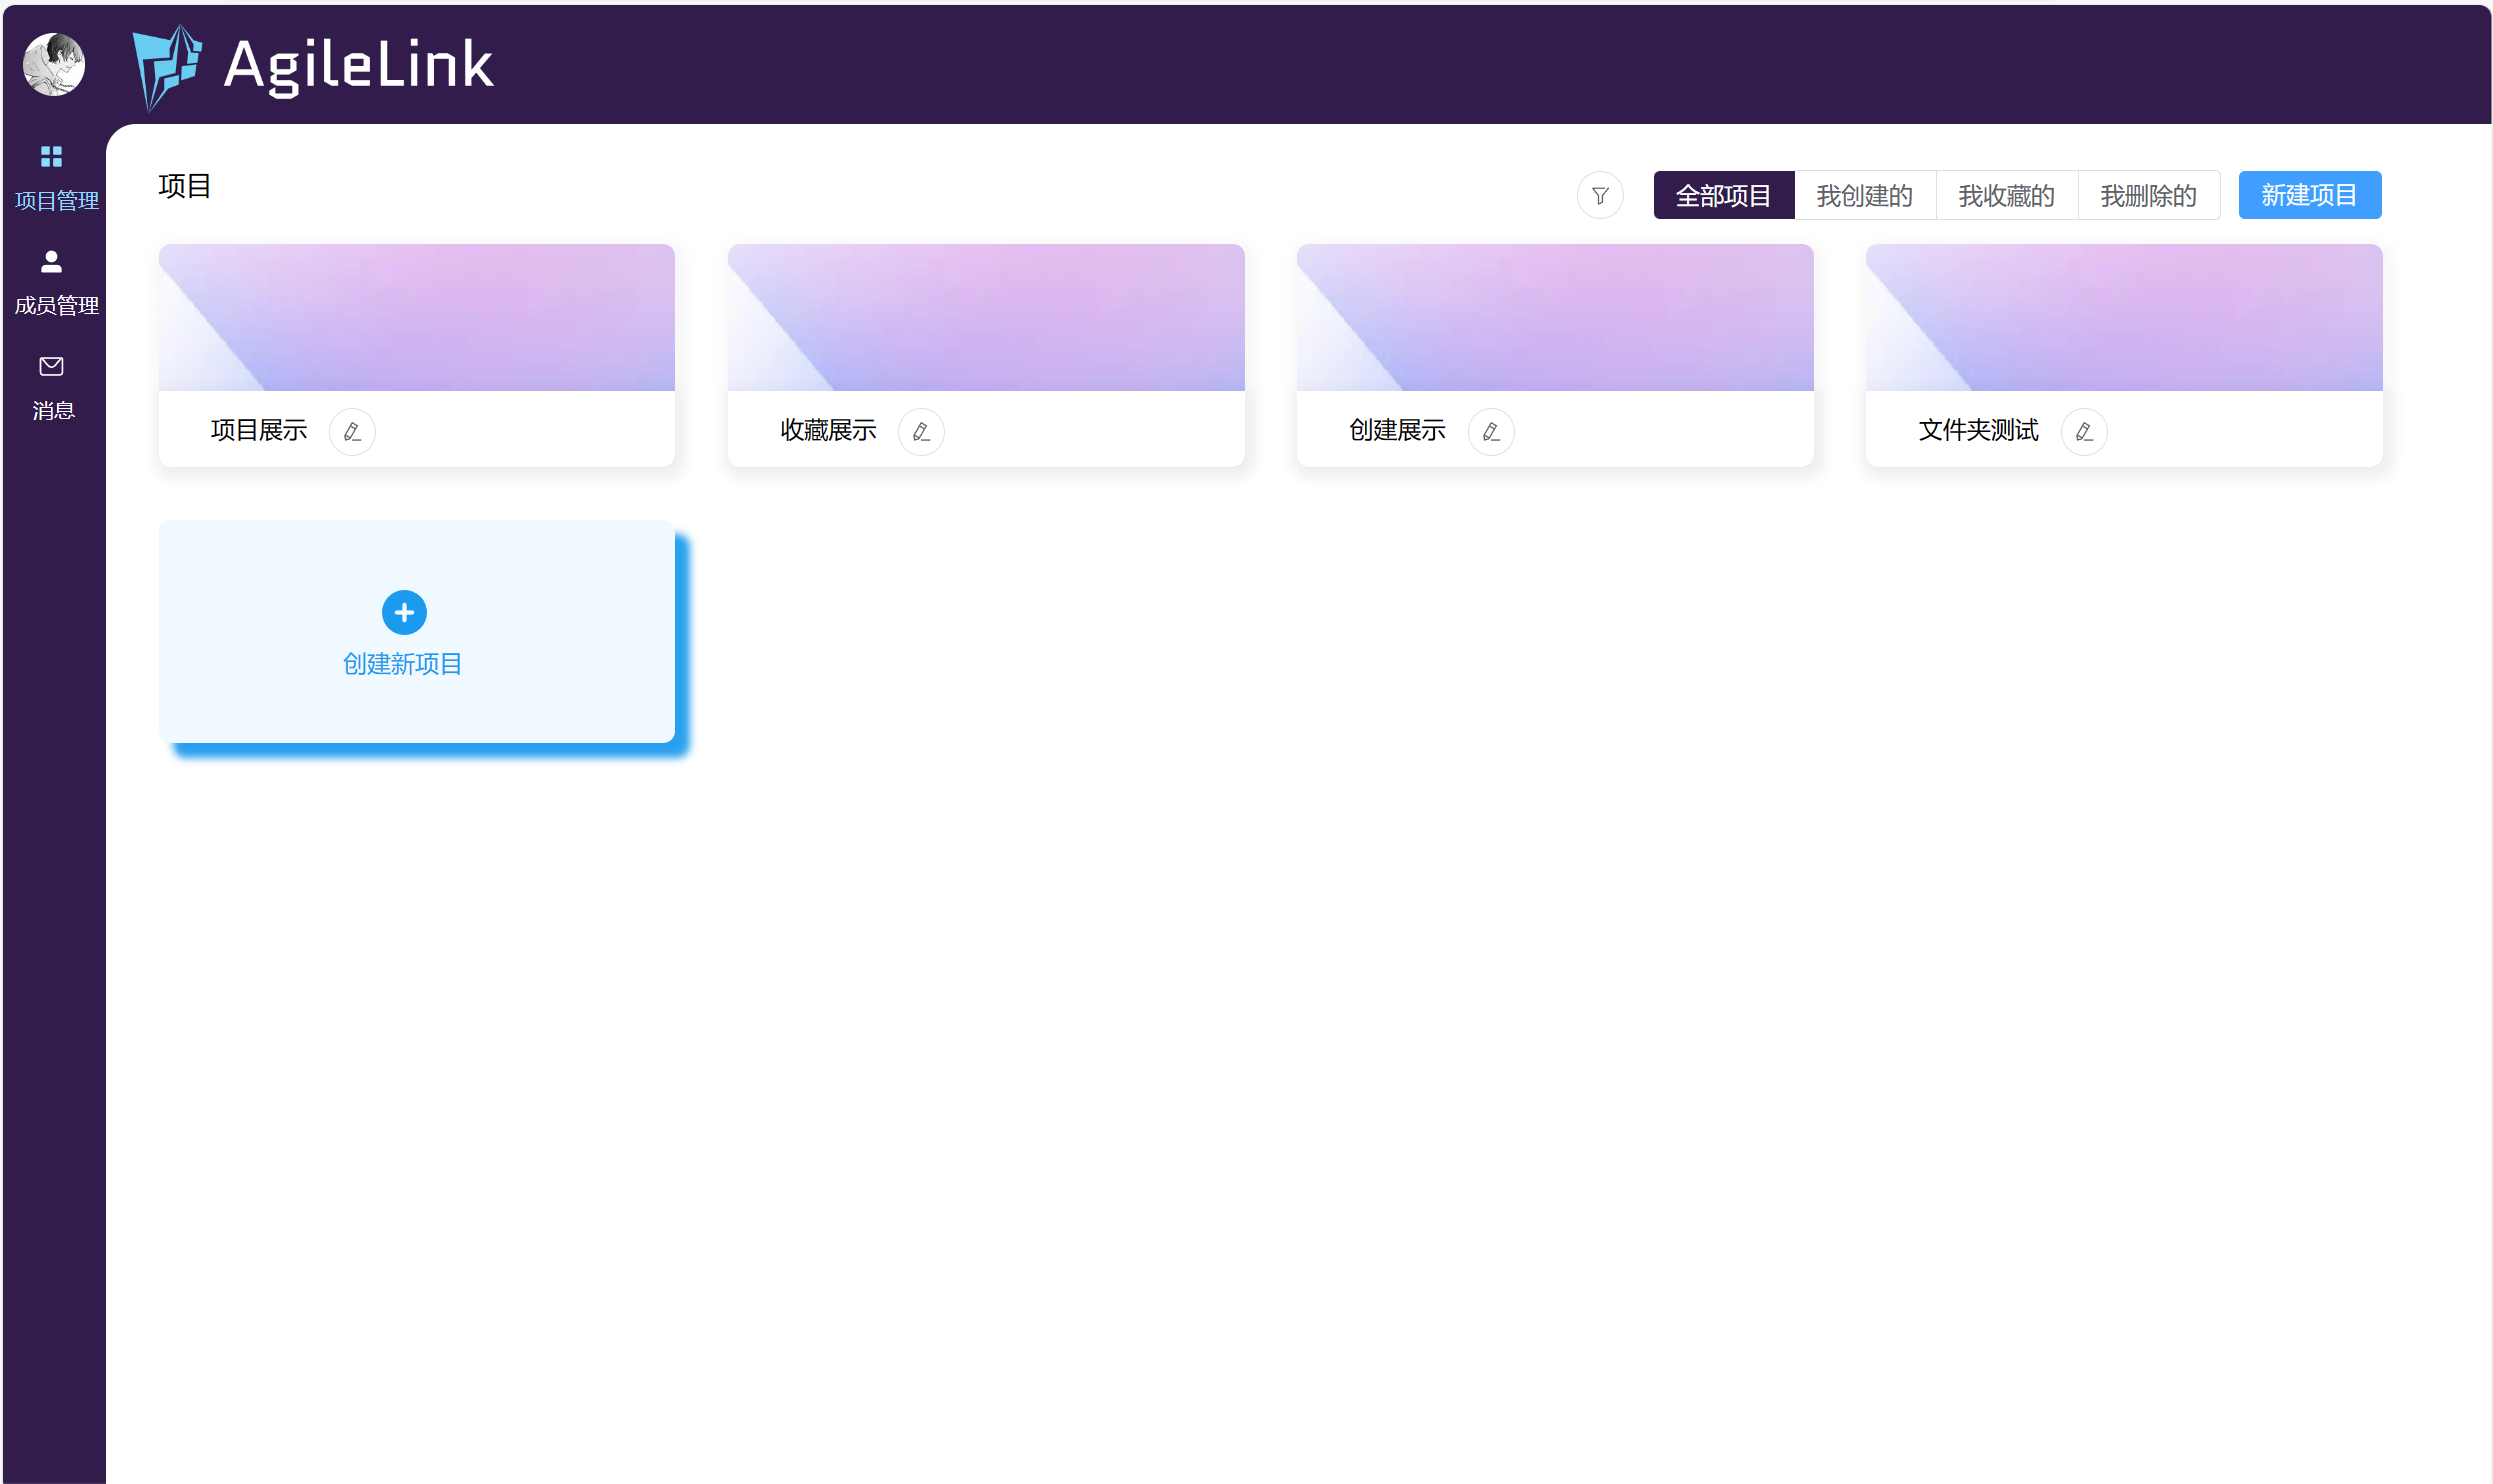 AgileLink
项目管理
成员管理
消息
项目
全部项目 我创建的 我收藏的 我删除的 新建项目
项目展示 收藏展示 创建展示 文件夹测试
创建新项目